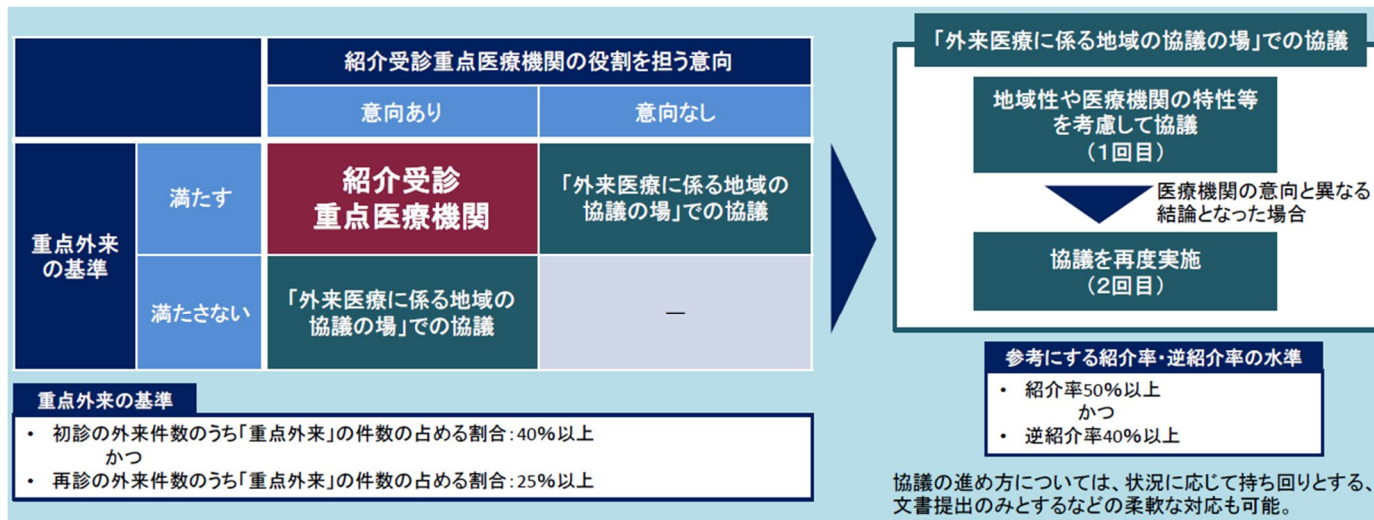 紹介受診重点医療機関の役割を担う意向
意向あり
意向なし
重点外来
の基準
満たす
紹介受診
重点医療機関
「外来医療に係る地域の
協議の場」での協議
満たさない
「外来医療に係る地域の
協議の場」での協議
―
重点外来の基準
・ 初診の外来件数のうち「重点外来」の件数の占める割合:40%以上
かつ
・ 再診の外来件数のうち「重点外来」の件数の占める割合:25%以上
「外来医療に係る地域の協議の場」での協議
地域性や医療機関の特性等
を考慮して協議
(1回目)
医療機関の意向と異なる
結論となった場合
協議を再度実施
(2回目)
参考にする紹介率・逆紹介率の水準
・ 紹介率50%以上
かつ
・ 逆紹介率40%以上
協議の進め方については、状況に応じて持ち回りとする、
文書提出のみとするなどの柔軟な対応も可能。